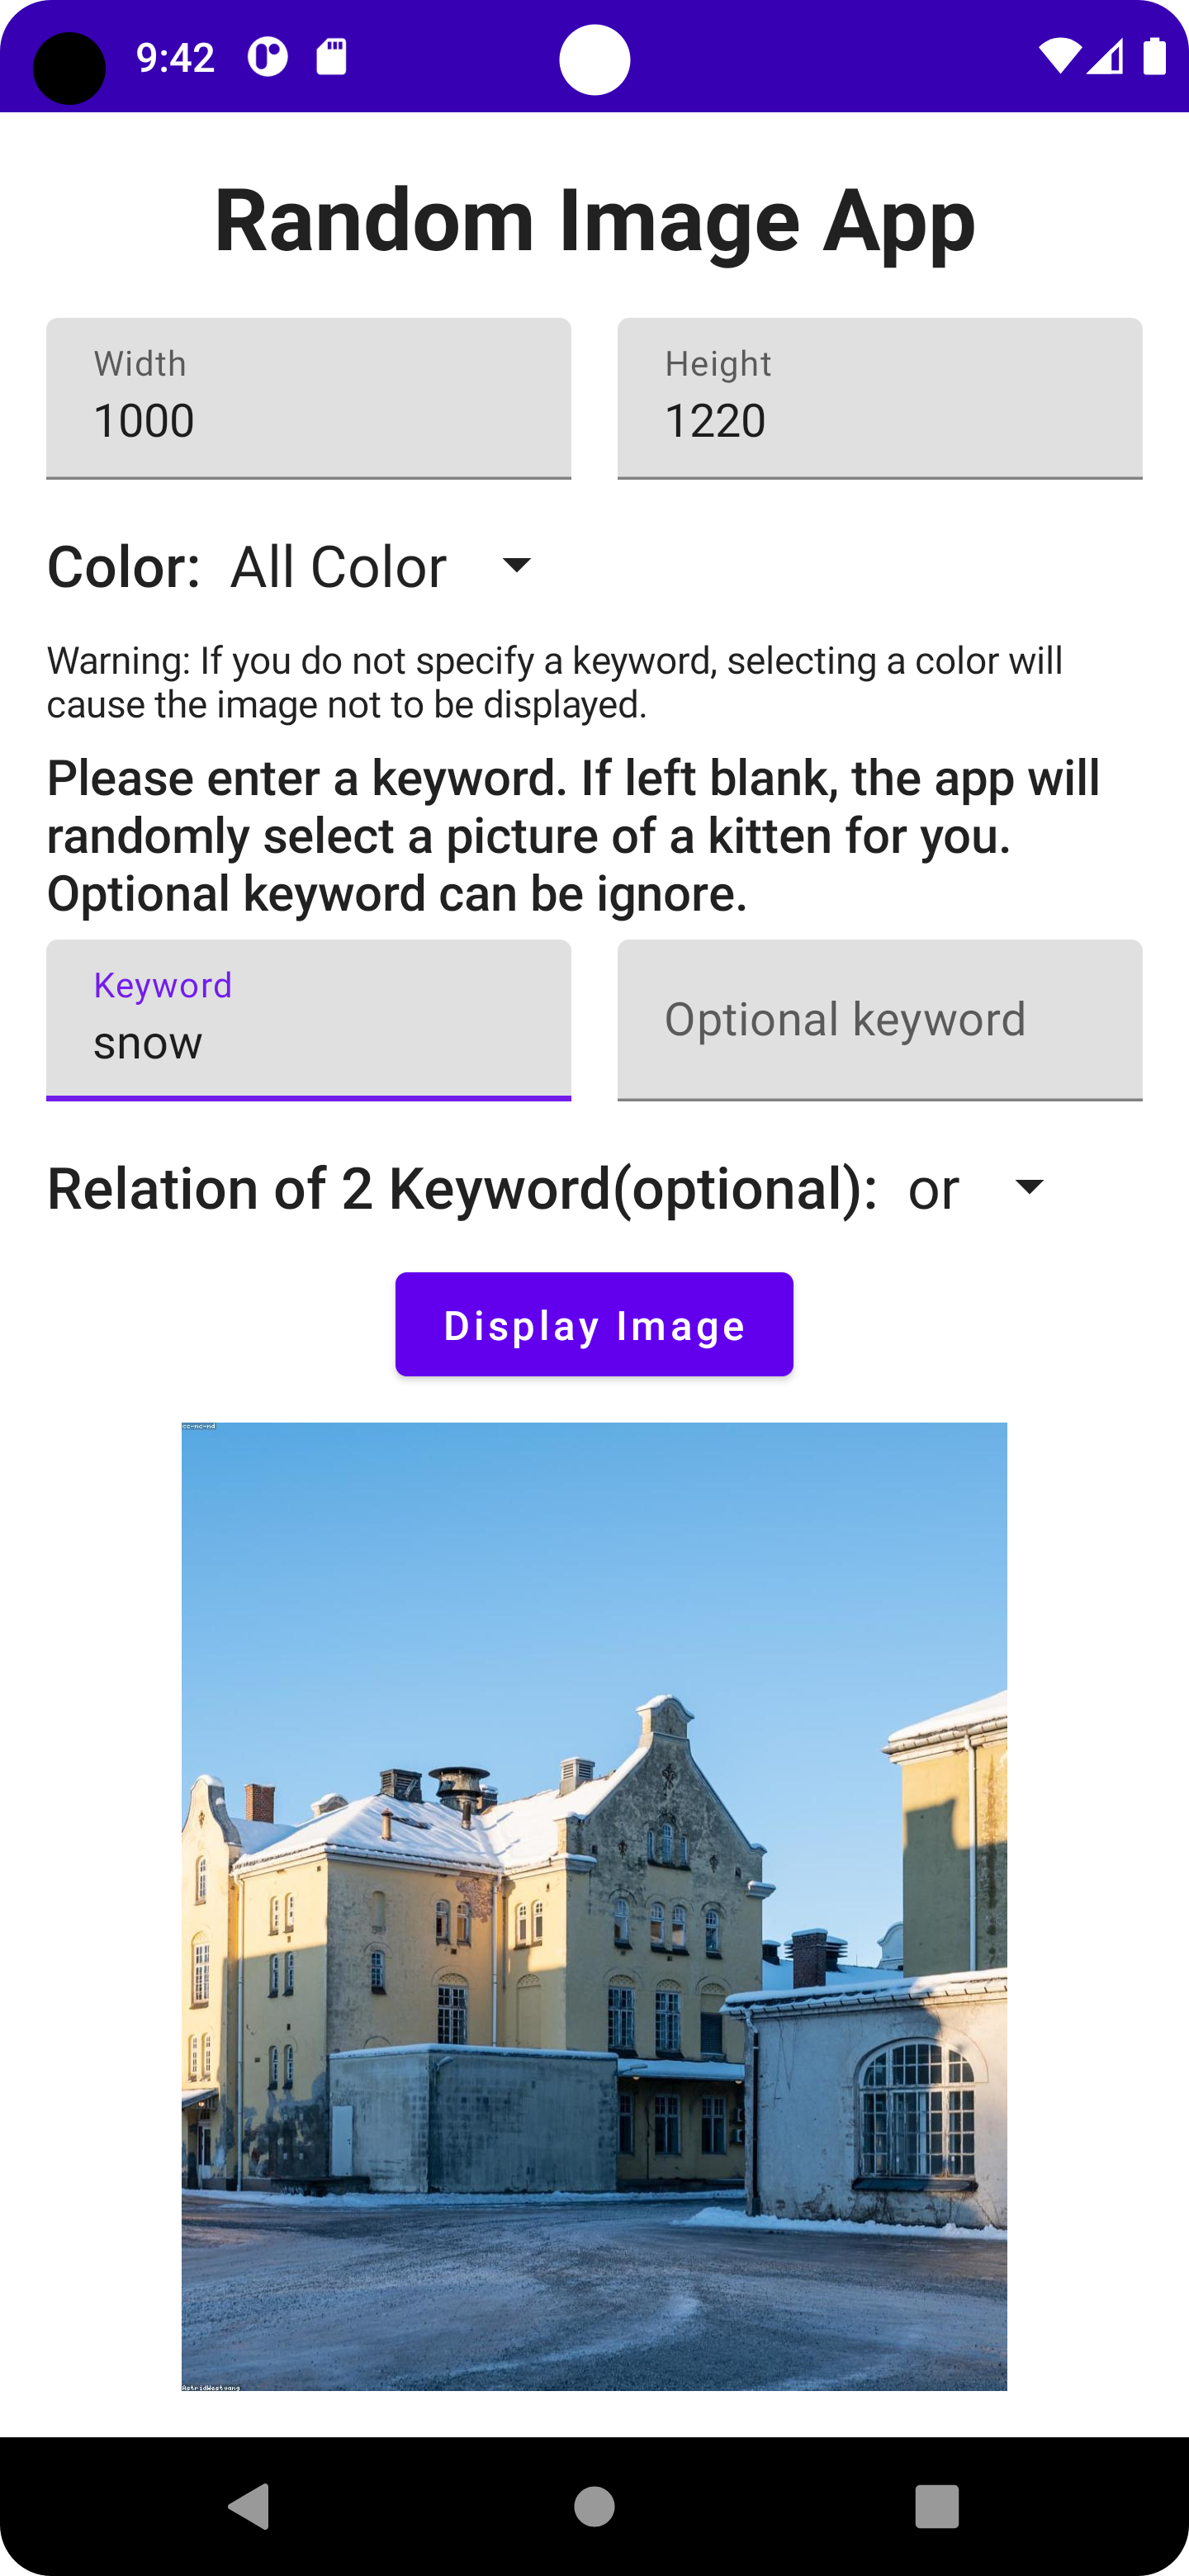 9:42
Random Image App
Width
1000
Height
1220
Color: All Color
Warning: If you do not specify a keyword, selecting a color will
cause the image not to be displayed.
Please enter a keyword. If left blank, the app will
randomly select a picture of a kitten for you.
Optional keyword can be ignore.
Keyword
snow
Optional keyword
Relation of 2 Keyword(optional): or
Display Image
cc-nc-nd
AstridWestvang